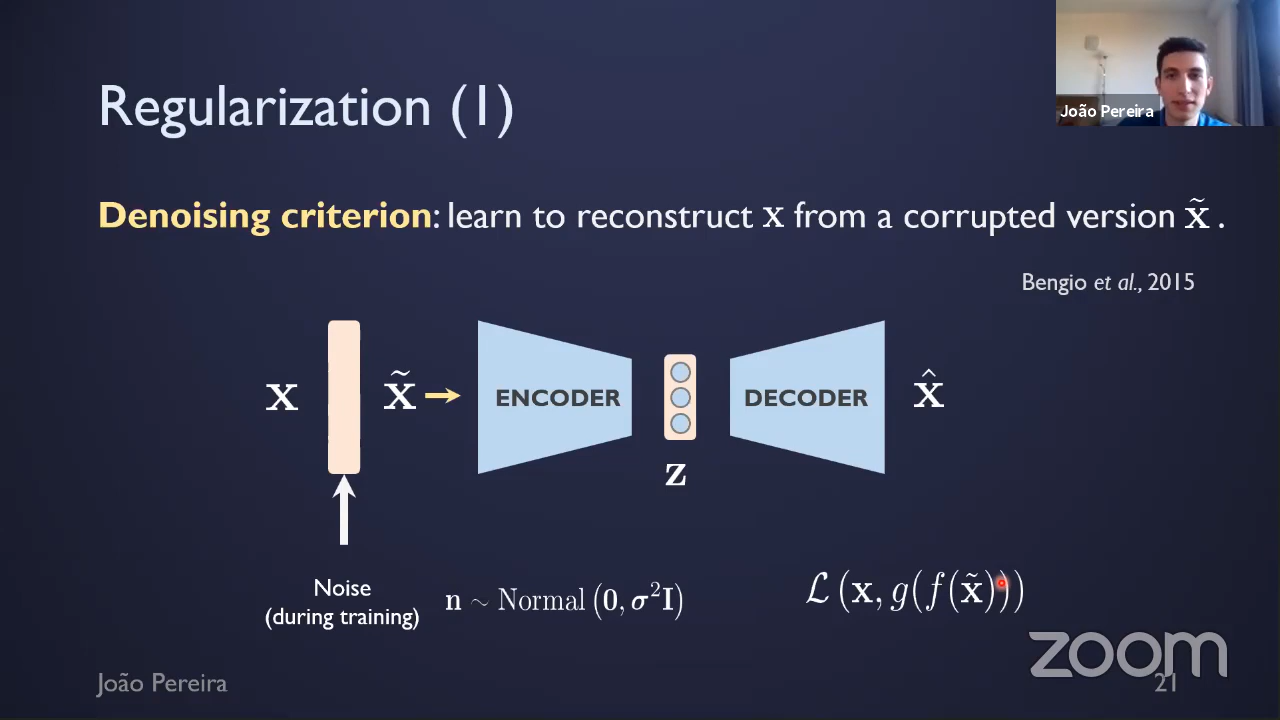 João Pereira
Regularization (1)
Denoising criterion: learn to reconstruct x from a corrupted version x̃ .
Bengio et al., 2015
x x̃ ENCODER DECODER x̂
z
Noise
(during training)
n ~ Normal (0, σ²I)
ℒ (x, g(f(x̃)))
zoom
João Pereira
21